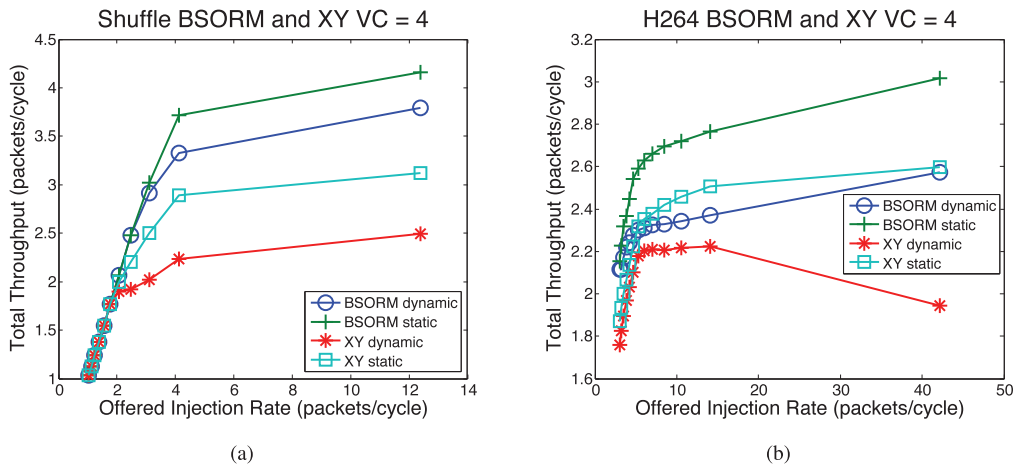 Shuffle BSORM and XY VC = 4
4.5
4
3.5
3
2.5
2
1.5
1
0
2
4
6
8
10
12
14
Total Throughput (packets/cycle)
Offered Injection Rate (packets/cycle)
BSORM dynamic
BSORM static
XY dynamic
XY static
(a)
H264 BSORM and XY VC = 4
3.2
3
2.8
2.6
2.4
2.2
2
1.8
1.6
0
10
20
30
40
50
Total Throughput (packets/cycle)
Offered Injection Rate (packets/cycle)
BSORM dynamic
BSORM static
XY dynamic
XY static
(b)